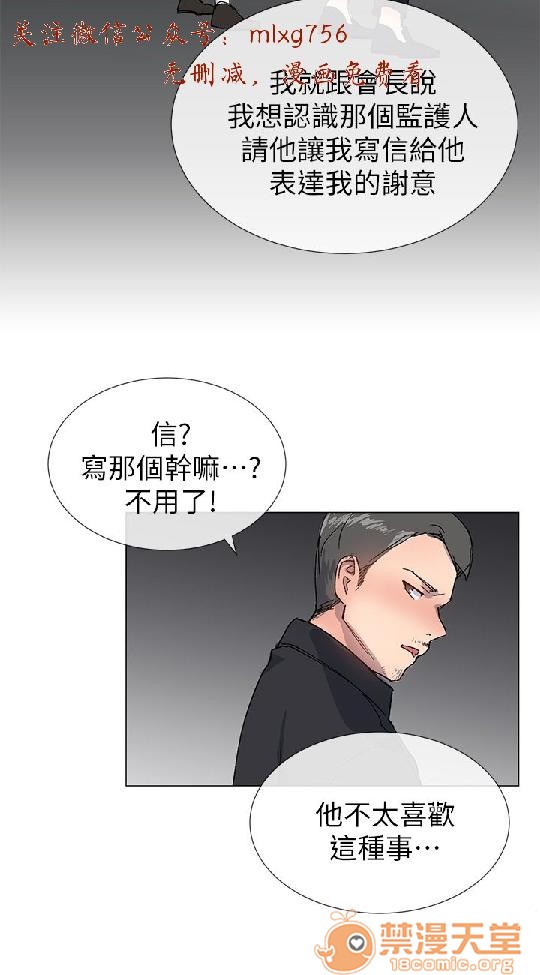 关注微信公众号：mlxg756
无删减，漫画免费看
我就跟會長說
我想認識那個監護人
請他讓我寫信給他
表達我的謝意
信?
寫那個幹嘛…?
不用了!
他不太喜歡
這種事…
禁漫天堂
18comic.org